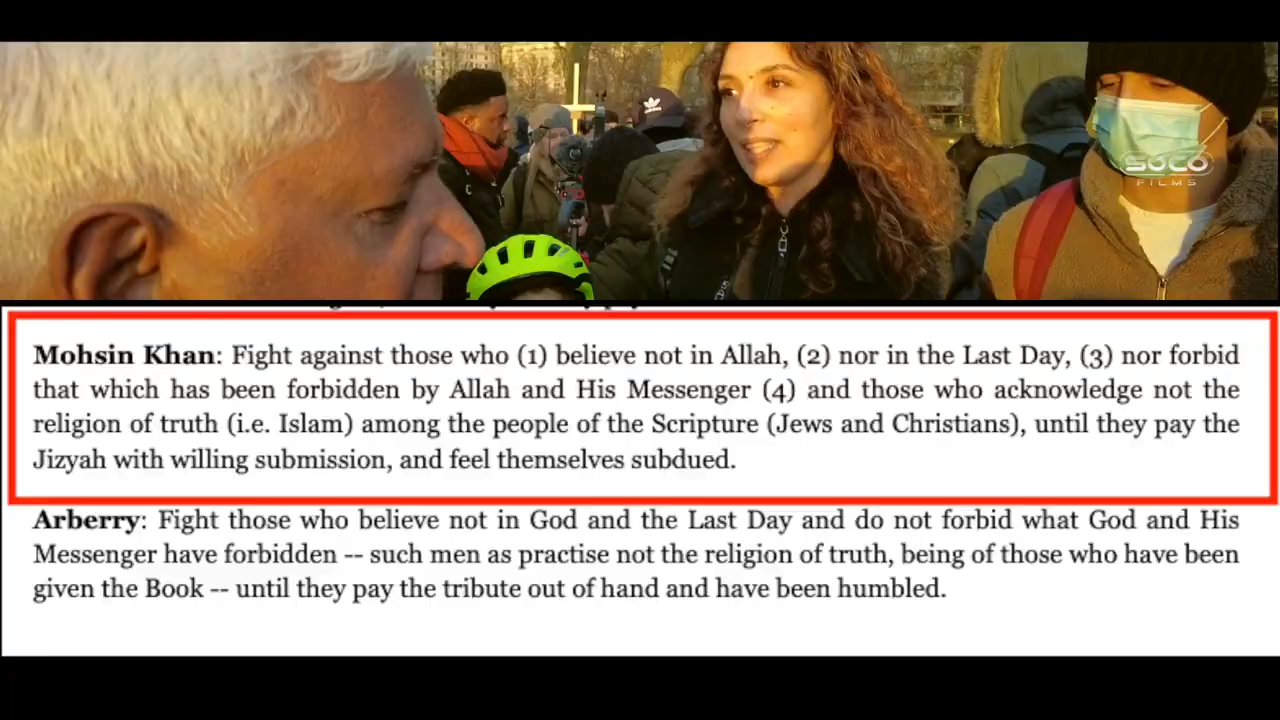 SOCO
FILMS
Mohsin Khan: Fight against those who (1) believe not in Allah, (2) nor in the Last Day, (3) nor forbid
that which has been forbidden by Allah and His Messenger (4) and those who acknowledge not the
religion of truth (i.e. Islam) among the people of the Scripture (Jews and Christians), until they pay the
Jizyah with willing submission, and feel themselves subdued.
Arberry: Fight those who believe not in God and the Last Day and do not forbid what God and His
Messenger have forbidden -- such men as practise not the religion of truth, being of those who have been
given the Book -- until they pay the tribute out of hand and have been humbled.